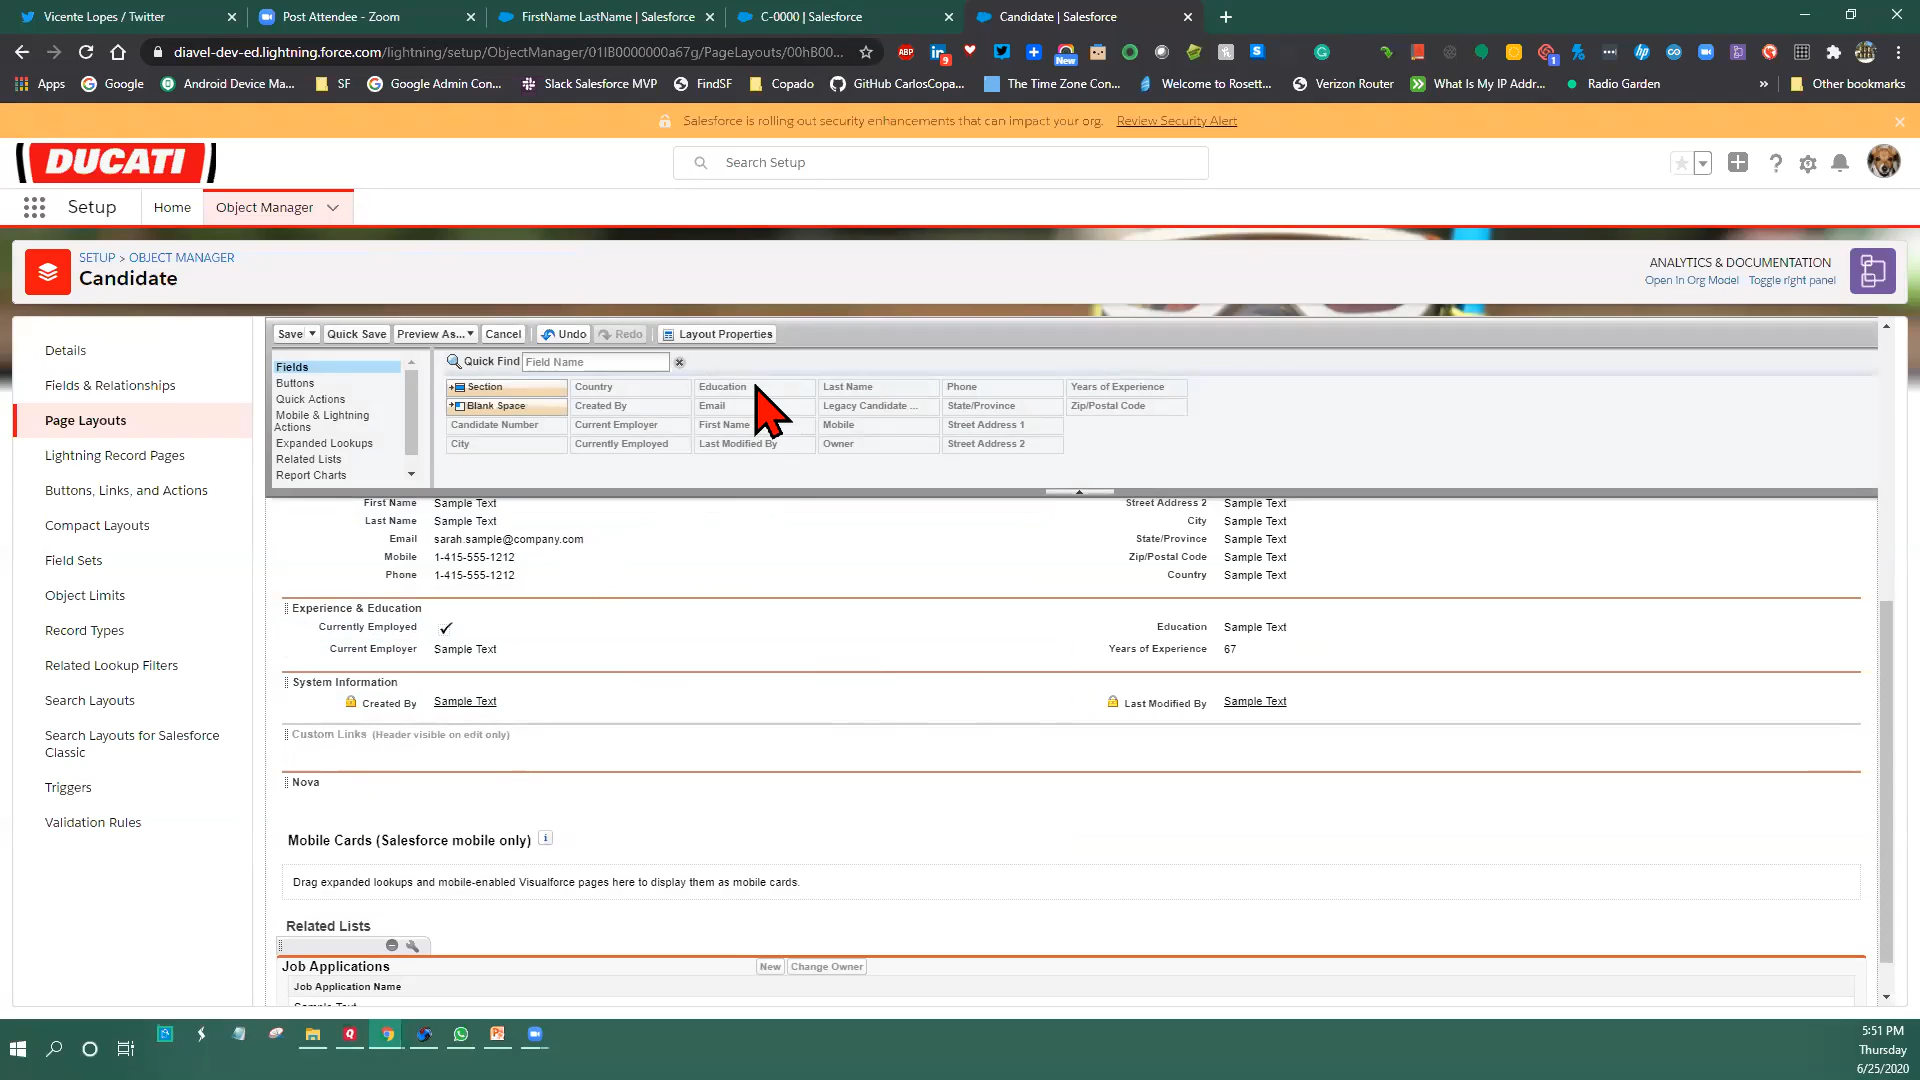 Vicente Lopes / Twitter
Post Attendee - Zoom
FirstName LastName | Salesforce
C-0000 | Salesforce
Candidate | Salesforce
diavel-dev-ed.lightning.force.com/lightning/setup/ObjectManager/01IB0000000a67g/PageLayouts/00hB00...
ABP
9
New
1
Apps
Google
Android Device Ma...
SF
Google Admin Con...
Slack Salesforce MVP
FindSF
Copado
GitHub CarlosCopa...
The Time Zone Con...
Welcome to Rosett...
Verizon Router
What Is My IP Addr...
Radio Garden
»
Other bookmarks
Salesforce is rolling out security enhancements that can impact your org. Review Security Alert
DUCATI
Search Setup
Setup
Home
Object Manager
SETUP > OBJECT MANAGER
Candidate
ANALYTICS & DOCUMENTATION
Open In Org Model Toggle right panel
Details
Fields & Relationships
Page Layouts
Lightning Record Pages
Buttons, Links, and Actions
Compact Layouts
Field Sets
Object Limits
Record Types
Related Lookup Filters
Search Layouts
Search Layouts for Salesforce
Classic
Triggers
Validation Rules
Save Quick Save Preview As... Cancel Undo Redo Layout Properties
Fields
Buttons
Quick Actions
Mobile & Lightning
Actions
Expanded Lookups
Related Lists
Report Charts
Quick Find Field Name
Section Country Education Last Name Phone Years of Experience
Blank Space Created By Email Legacy Candidate ... State/Province Zip/Postal Code
Candidate Number Current Employer First Name Mobile Street Address 1
City Currently Employed Last Modified By Owner Street Address 2
First Name Sample Text Street Address 2 Sample Text
Last Name Sample Text City Sample Text
Email sarah.sample@company.com State/Province Sample Text
Mobile 1-415-555-1212 Zip/Postal Code Sample Text
Phone 1-415-555-1212 Country Sample Text
Experience & Education
Currently Employed Education Sample Text
Current Employer Sample Text Years of Experience 67
System Information
Created By Sample Text Last Modified By Sample Text
Custom Links (Header visible on edit only)
Nova
Mobile Cards (Salesforce mobile only) i
Drag expanded lookups and mobile-enabled Visualforce pages here to display them as mobile cards.
Related Lists
Job Applications New Change Owner
Job Application Name
Sample Text
5:51 PM
Thursday
6/25/2020